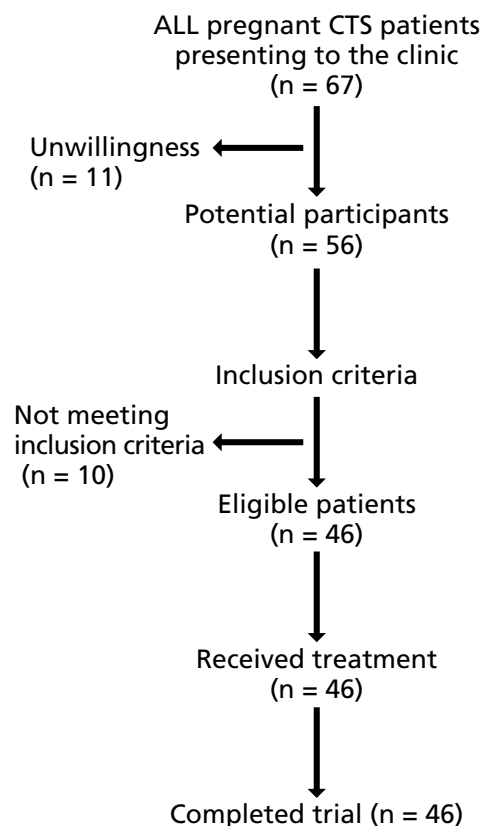 ALL pregnant CTS patients
presenting to the clinic
(n = 67)
Unwillingness
(n = 11)
Potential participants
(n = 56)
Inclusion criteria
Not meeting
inclusion criteria
(n = 10)
Eligible patients
(n = 46)
Received treatment
(n = 46)
Completed trial (n = 46)